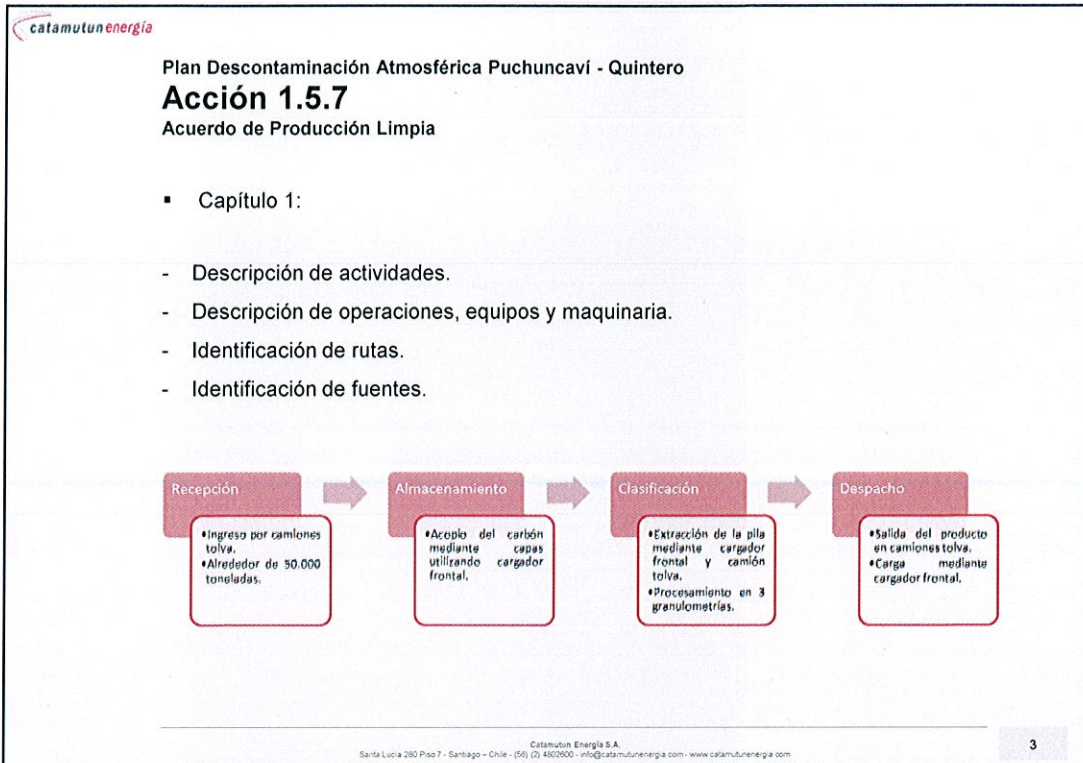 catamutun energía
Plan Descontaminación Atmosférica Puchuncaví - Quintero
Acción 1.5.7
Acuerdo de Producción Limpia
▪ Capítulo 1:
- Descripción de actividades.
- Descripción de operaciones, equipos y maquinaria.
- Identificación de rutas.
- Identificación de fuentes.
Recepción
•Ingreso por camiones
tolva.
•Alrededor de 30.000
toneladas.
Almacenamiento
•Acopio del carbón
mediante capas
utilizando cargador
frontal.
Clasificación
•Extracción de la pila
mediante cargador
frontal y camión
tolva.
•Procesamiento en 3
granulometrías.
Despacho
•Salida del producto
en camiones tolva.
•Carga mediante
cargador frontal.
Catamutun Energía S.A.
Santa Lucia 280 Piso 7 - Santiago – Chile - (56) (2) 4802600 - info@catamutunenergia.com - www.catamutunenergia.com
3